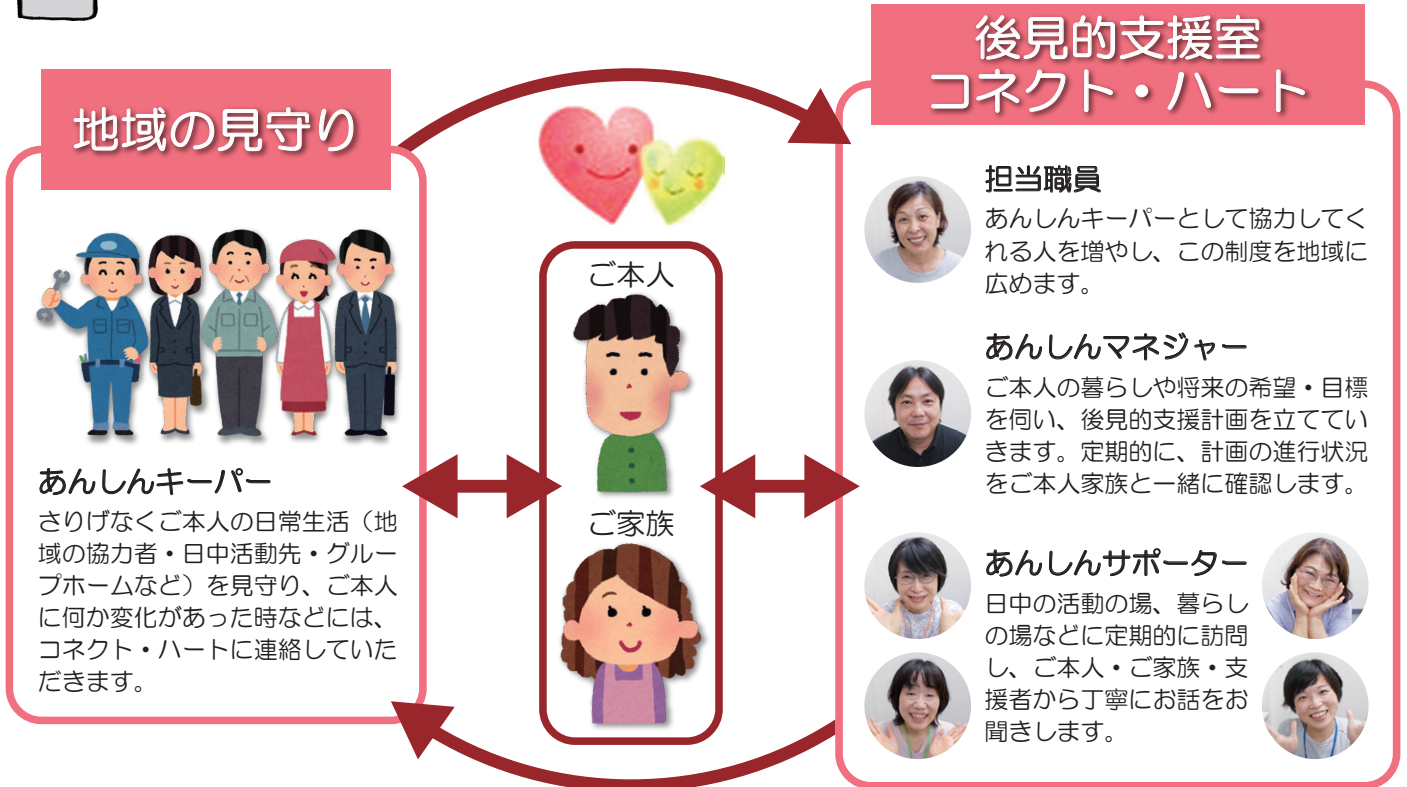 地域の見守り
あんしんキーパー
さりげなくご本人の日常生活（地
域の協力者・日中活動先・グルー
プホームなど）を見守り、ご本人
に何か変化があった時などには、
コネクト・ハートに連絡していた
だきます。
ご本人
ご家族
後見的支援室
コネクト・ハート
担当職員
あんしんキーパーとして協力してく
れる人を増やし、この制度を地域に
広めます。
あんしんマネジャー
ご本人の暮らしや将来の希望・目標
を伺い、後見的支援計画を立ててい
きます。定期的に、計画の進行状況
をご本人家族と一緒に確認します。
あんしんサポーター
日中の活動の場、暮らし
の場などに定期的に訪問
し、ご本人・ご家族・支
援者から丁寧にお話をお
聞きします。